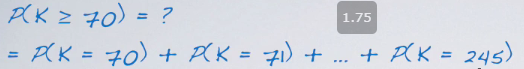 P(K ≥ 70) = ? 1.75
= P(K = 70) + P(K = 71) + ... + P(K = 245)